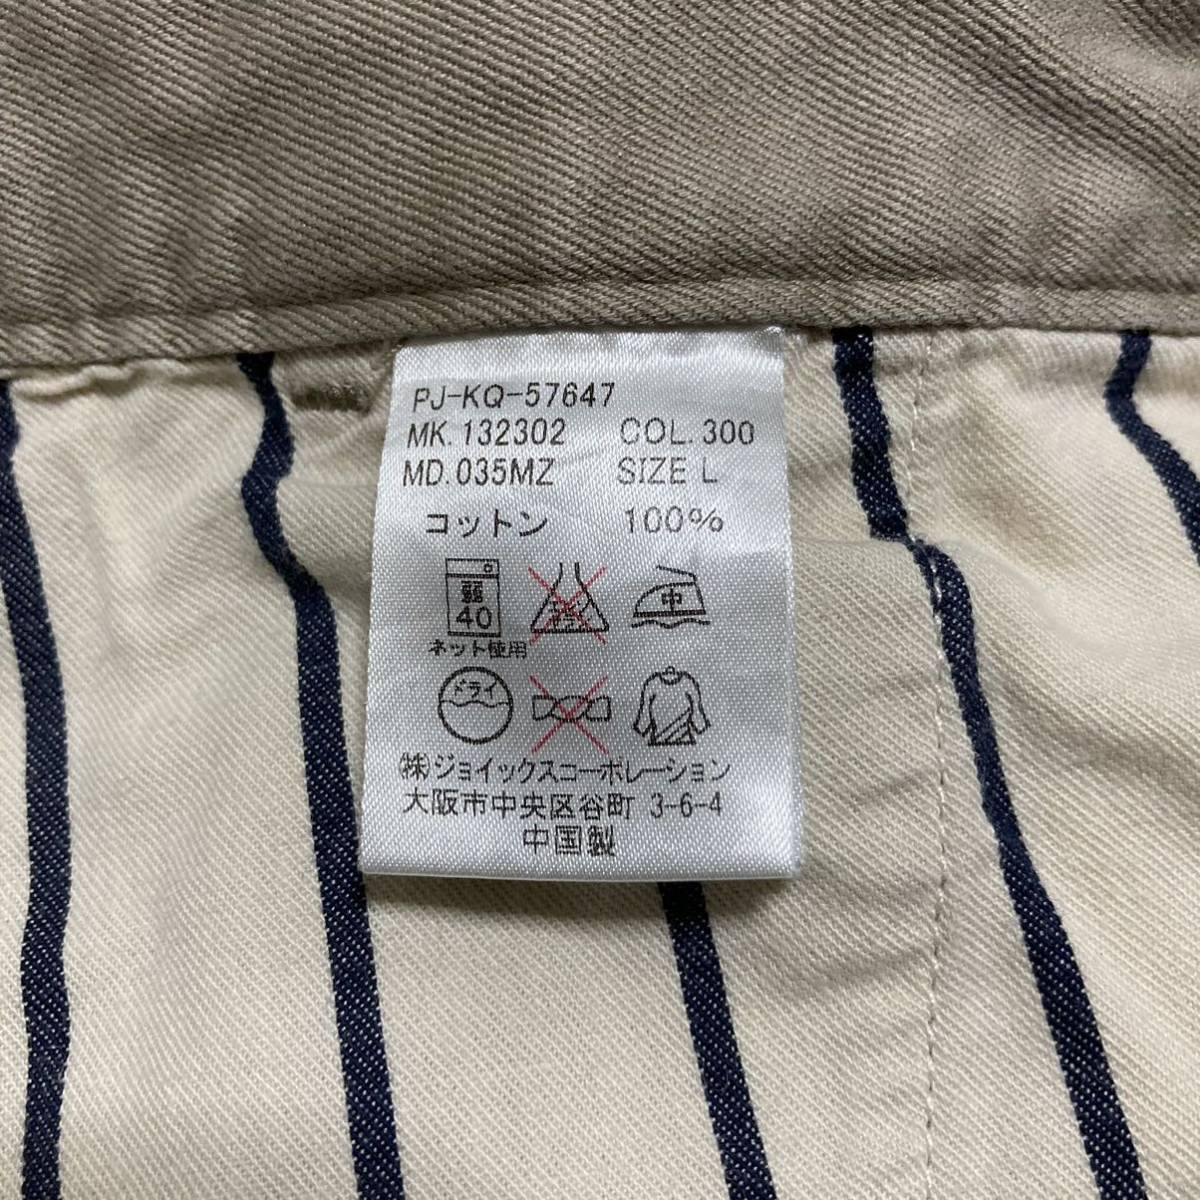 PJ-KQ-57647
MK.132302 COL.300
MD.035MZ SIZE L
コットン 100%
弱
40
中
ネット使用
ドライ
㈱ジョイックスコーポレーション
大阪市中央区谷町 3-6-4
中国製